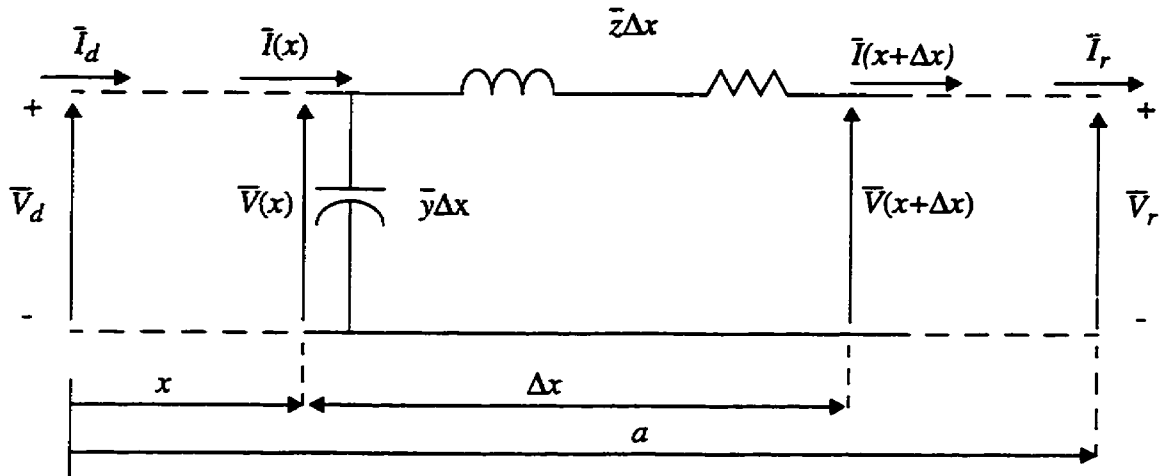 z̄Δx
Ī_d
Ī(x)
Ī(x+Δx)
Ī_r
+
+
V̄_d
V̄(x)
ȳΔx
V̄(x+Δx)
V̄_r
-
-
x
Δx
a